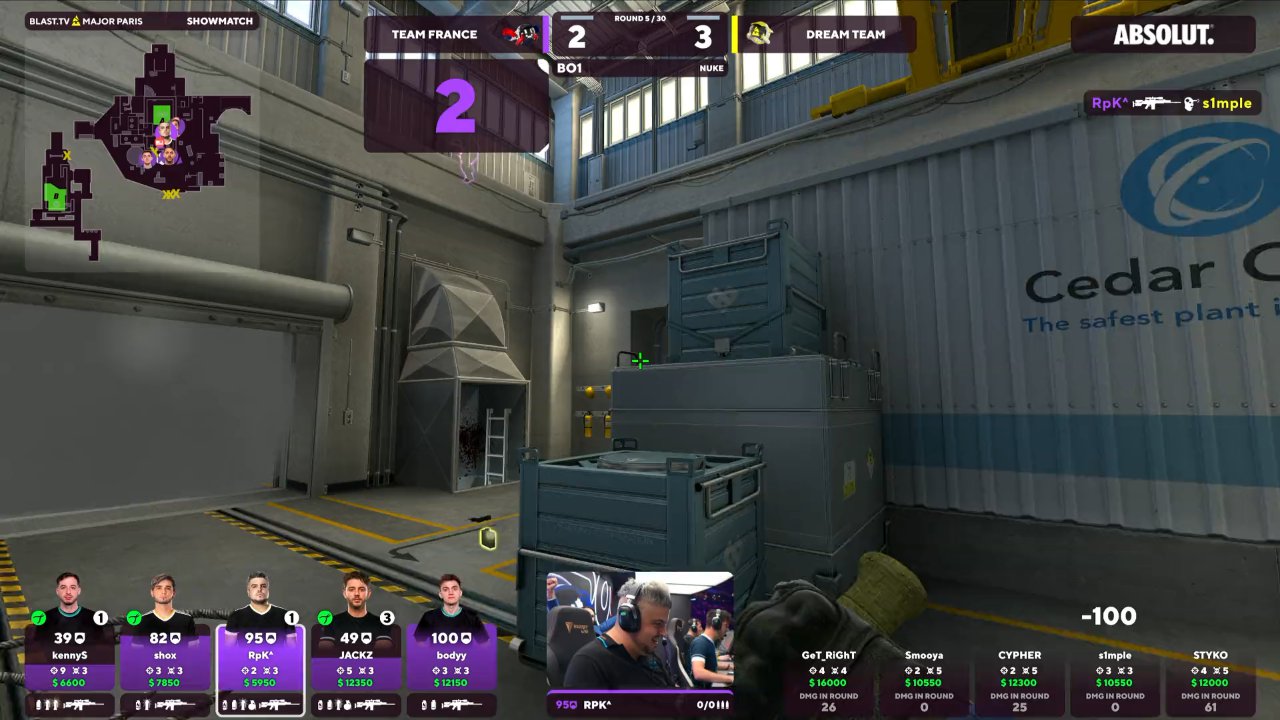 BLAST.TV MAJOR PARIS SHOWMATCH
TEAM FRANCE
2
ROUND 5 / 30
3
DREAM TEAM
BO1 NUKE
2
ABSOLUT.
RpK^ s1mple
Cedar C
The safest plant i
-100
39
kennyS
9 3
$ 6600
1
82
shox
3 3
$ 7850
95
RpK^
2 3
$ 5950
1
49
JACKZ
5 3
$ 12350
3
100
bodyy
3 3
$ 12150
95 RPK^ 0/0
GeT_RiGhT
4 4
$ 16000
DMG IN ROUND
26
Smooya
2 5
$ 10550
DMG IN ROUND
0
CYPHER
2 5
$ 12300
DMG IN ROUND
25
s1mple
3 3
$ 10550
DMG IN ROUND
0
STYKO
4 5
$ 12000
DMG IN ROUND
61